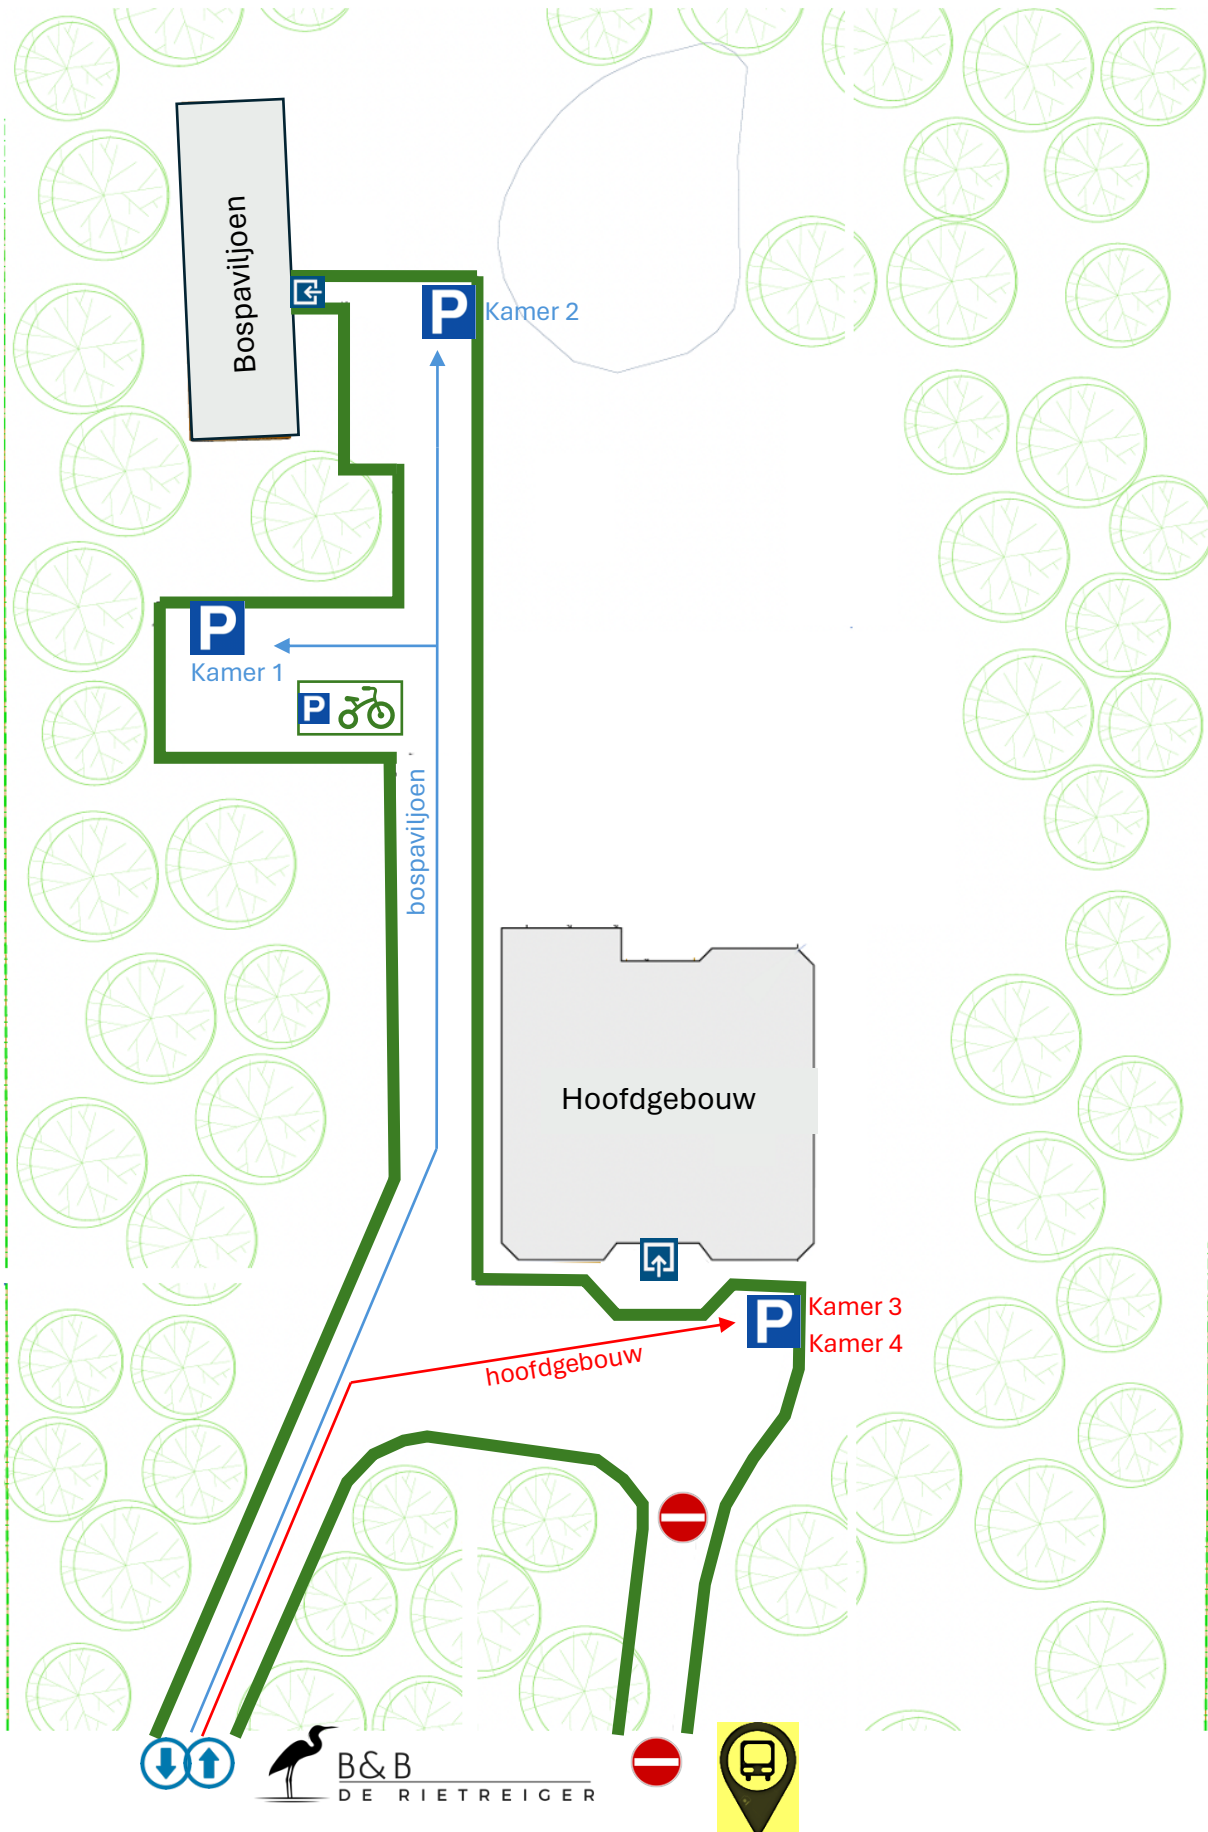 Bospaviljoen
P
Kamer 2
P
Kamer 1
P
bospaviljoen
Hoofdgebouw
P
Kamer 3
Kamer 4
hoofdgebouw
B&B
DE RIETREIGER